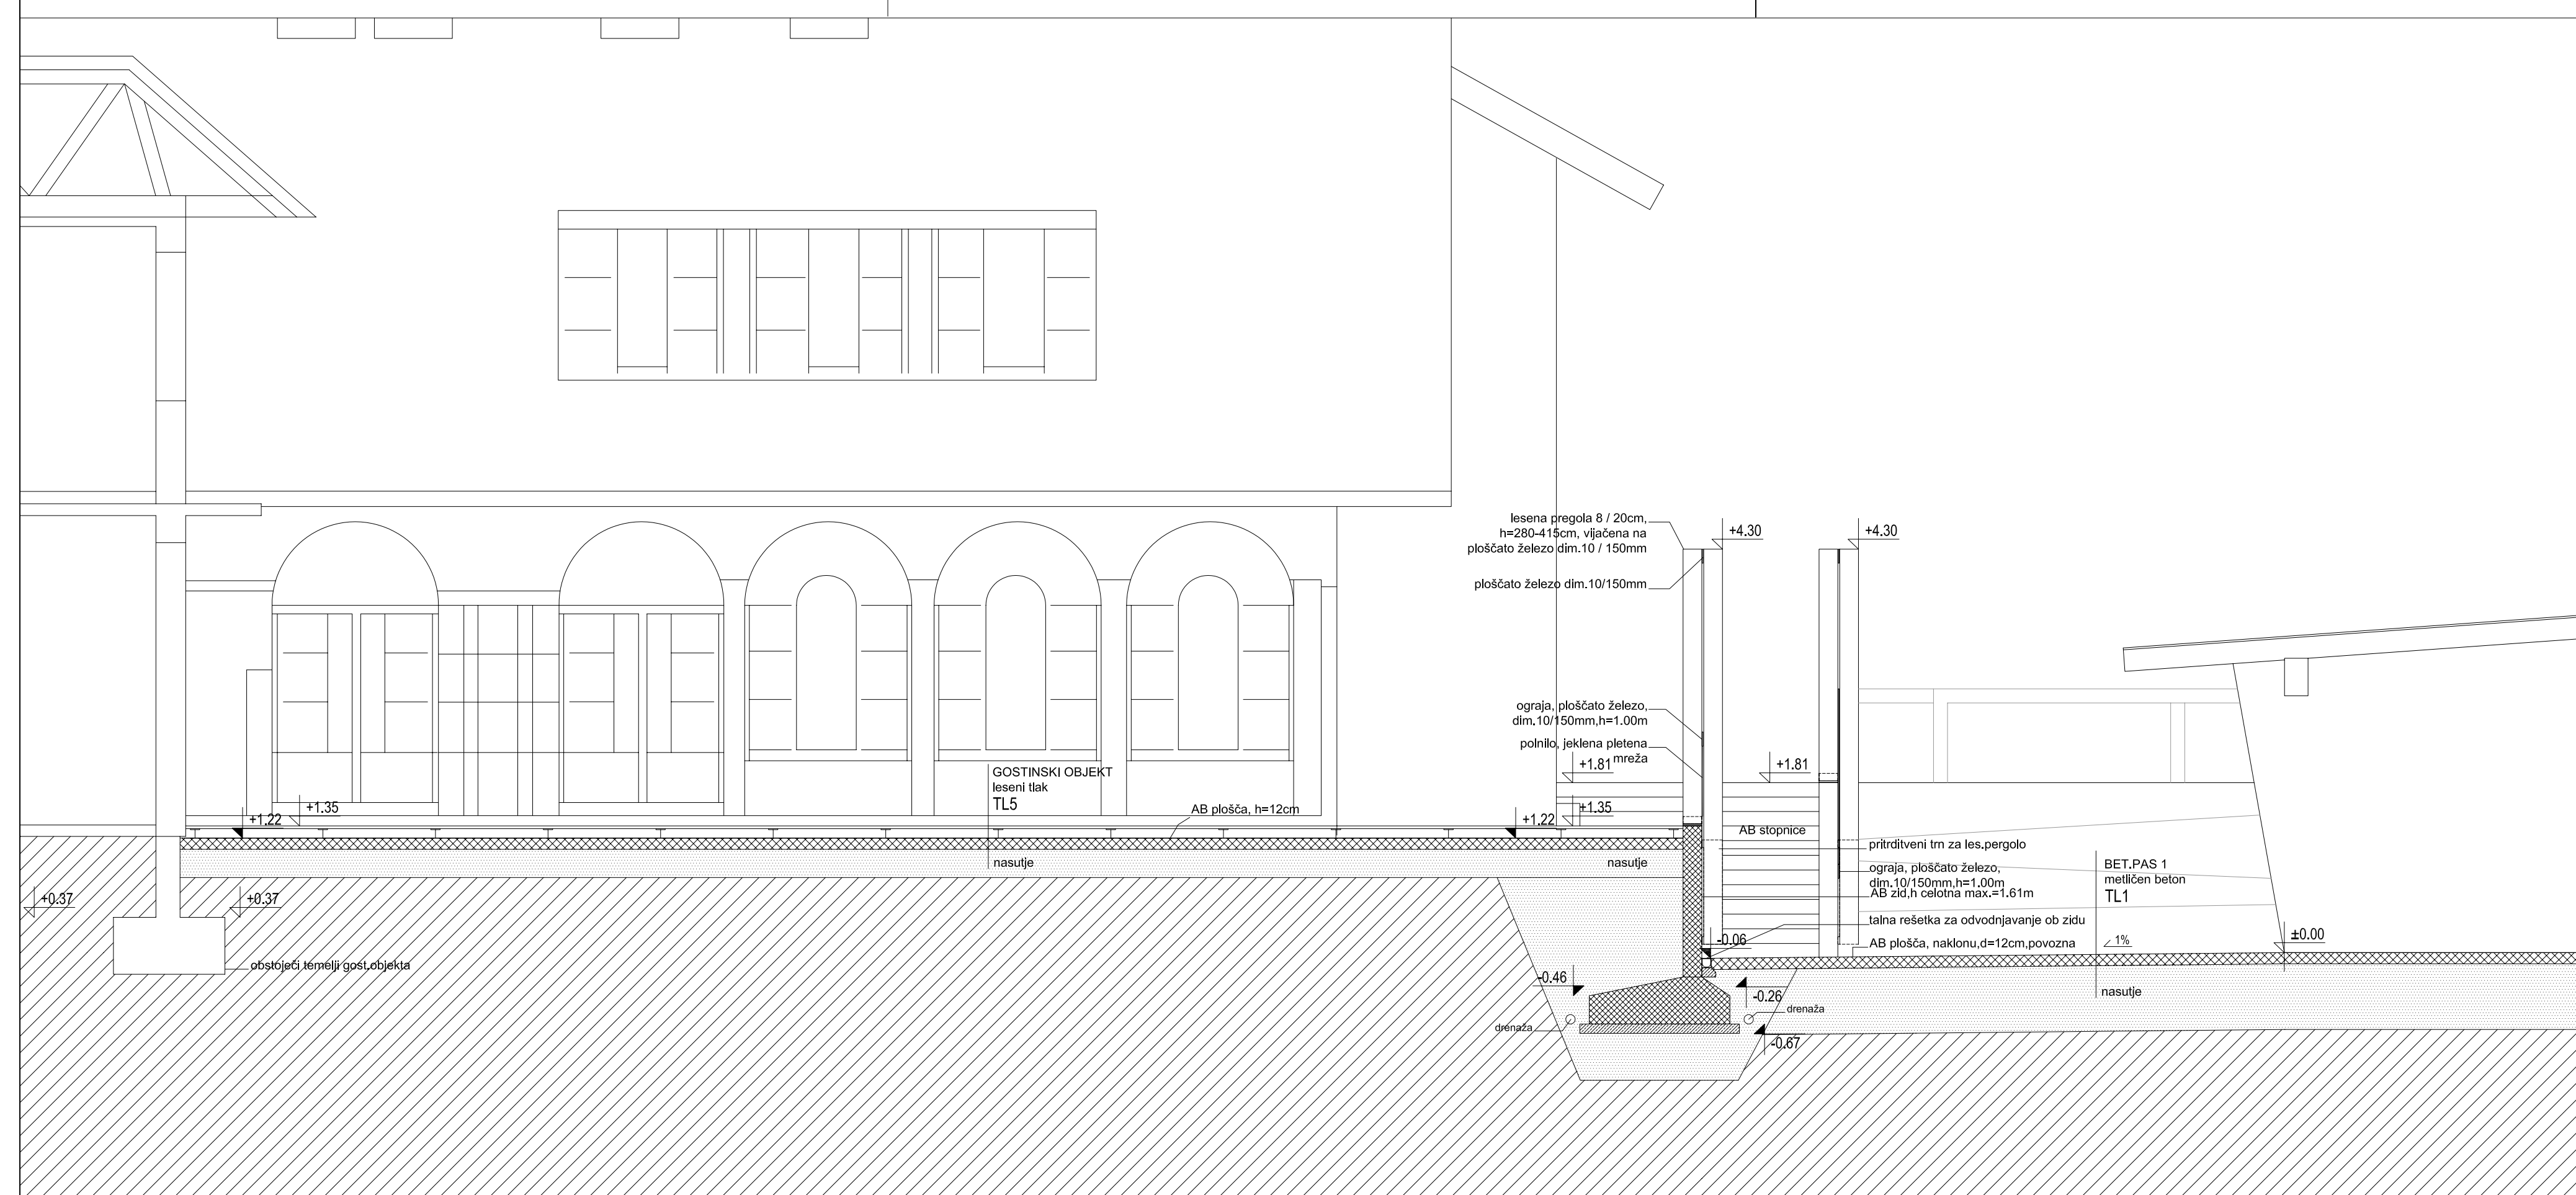 lesena pregola 8 / 20cm,
h=280-415cm, vijačena na
ploščato železo dim.10 / 150mm
+4.30
+4.30
ploščato železo dim.10/150mm
ograja, ploščato železo,
dim.10/150mm,h=1.00m
polnilo, jeklena pletena
mreža
+1.81
+1.81
GOSTINSKI OBJEKT
leseni tlak
TL5
AB plošča, h=12cm
+1.35
+1.22
+1.35
+1.22
AB stopnice
nasutje
nasutje
pritrditveni trn za les.pergolo
ograja, ploščato železo,
dim.10/150mm,h=1.00m
AB zid,h celotna max.=1.61m
talna rešetka za odvodnjavanje ob zidu
AB plošča, naklonu,d=12cm,povozna
BET.PAS 1
metličen beton
TL1
1%
±0.00
+0.37
+0.37
obstoječi temelji gost.objekta
-0.06
-0.46
-0.26
drenaža
drenaža
-0.67
nasutje